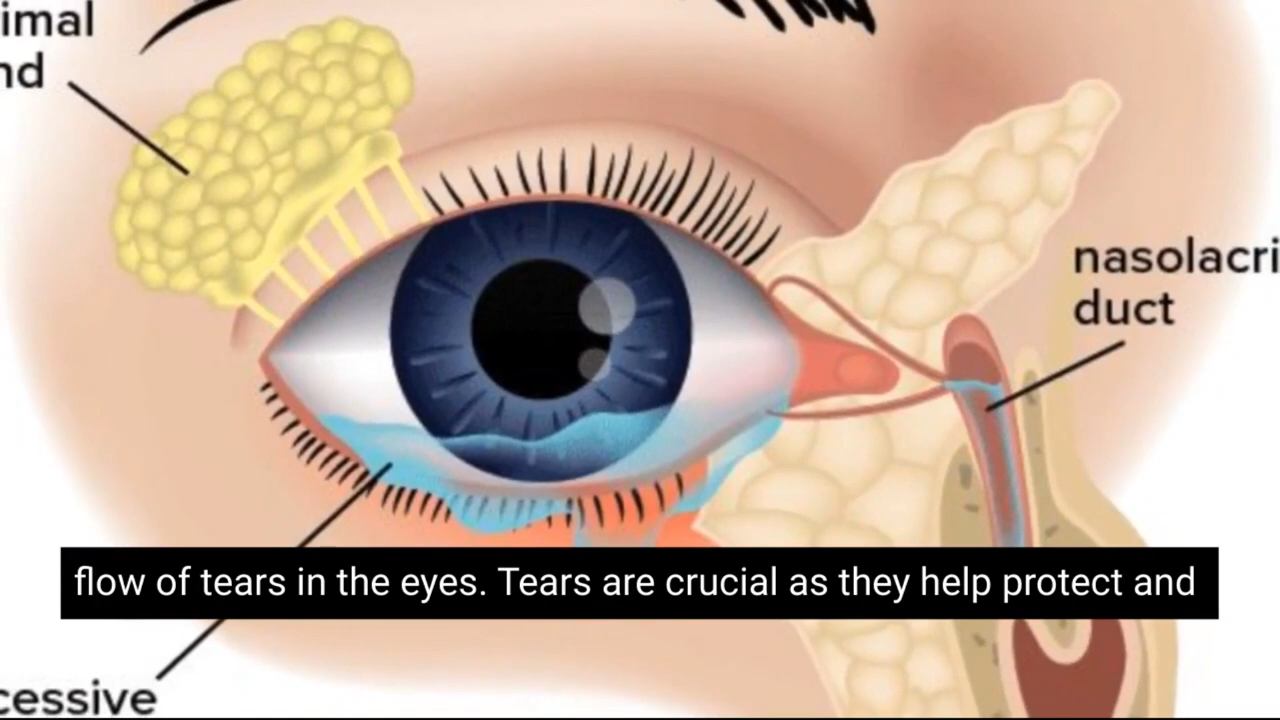 imal
nd
nasolacri
duct
flow of tears in the eyes. Tears are crucial as they help protect and
cessive